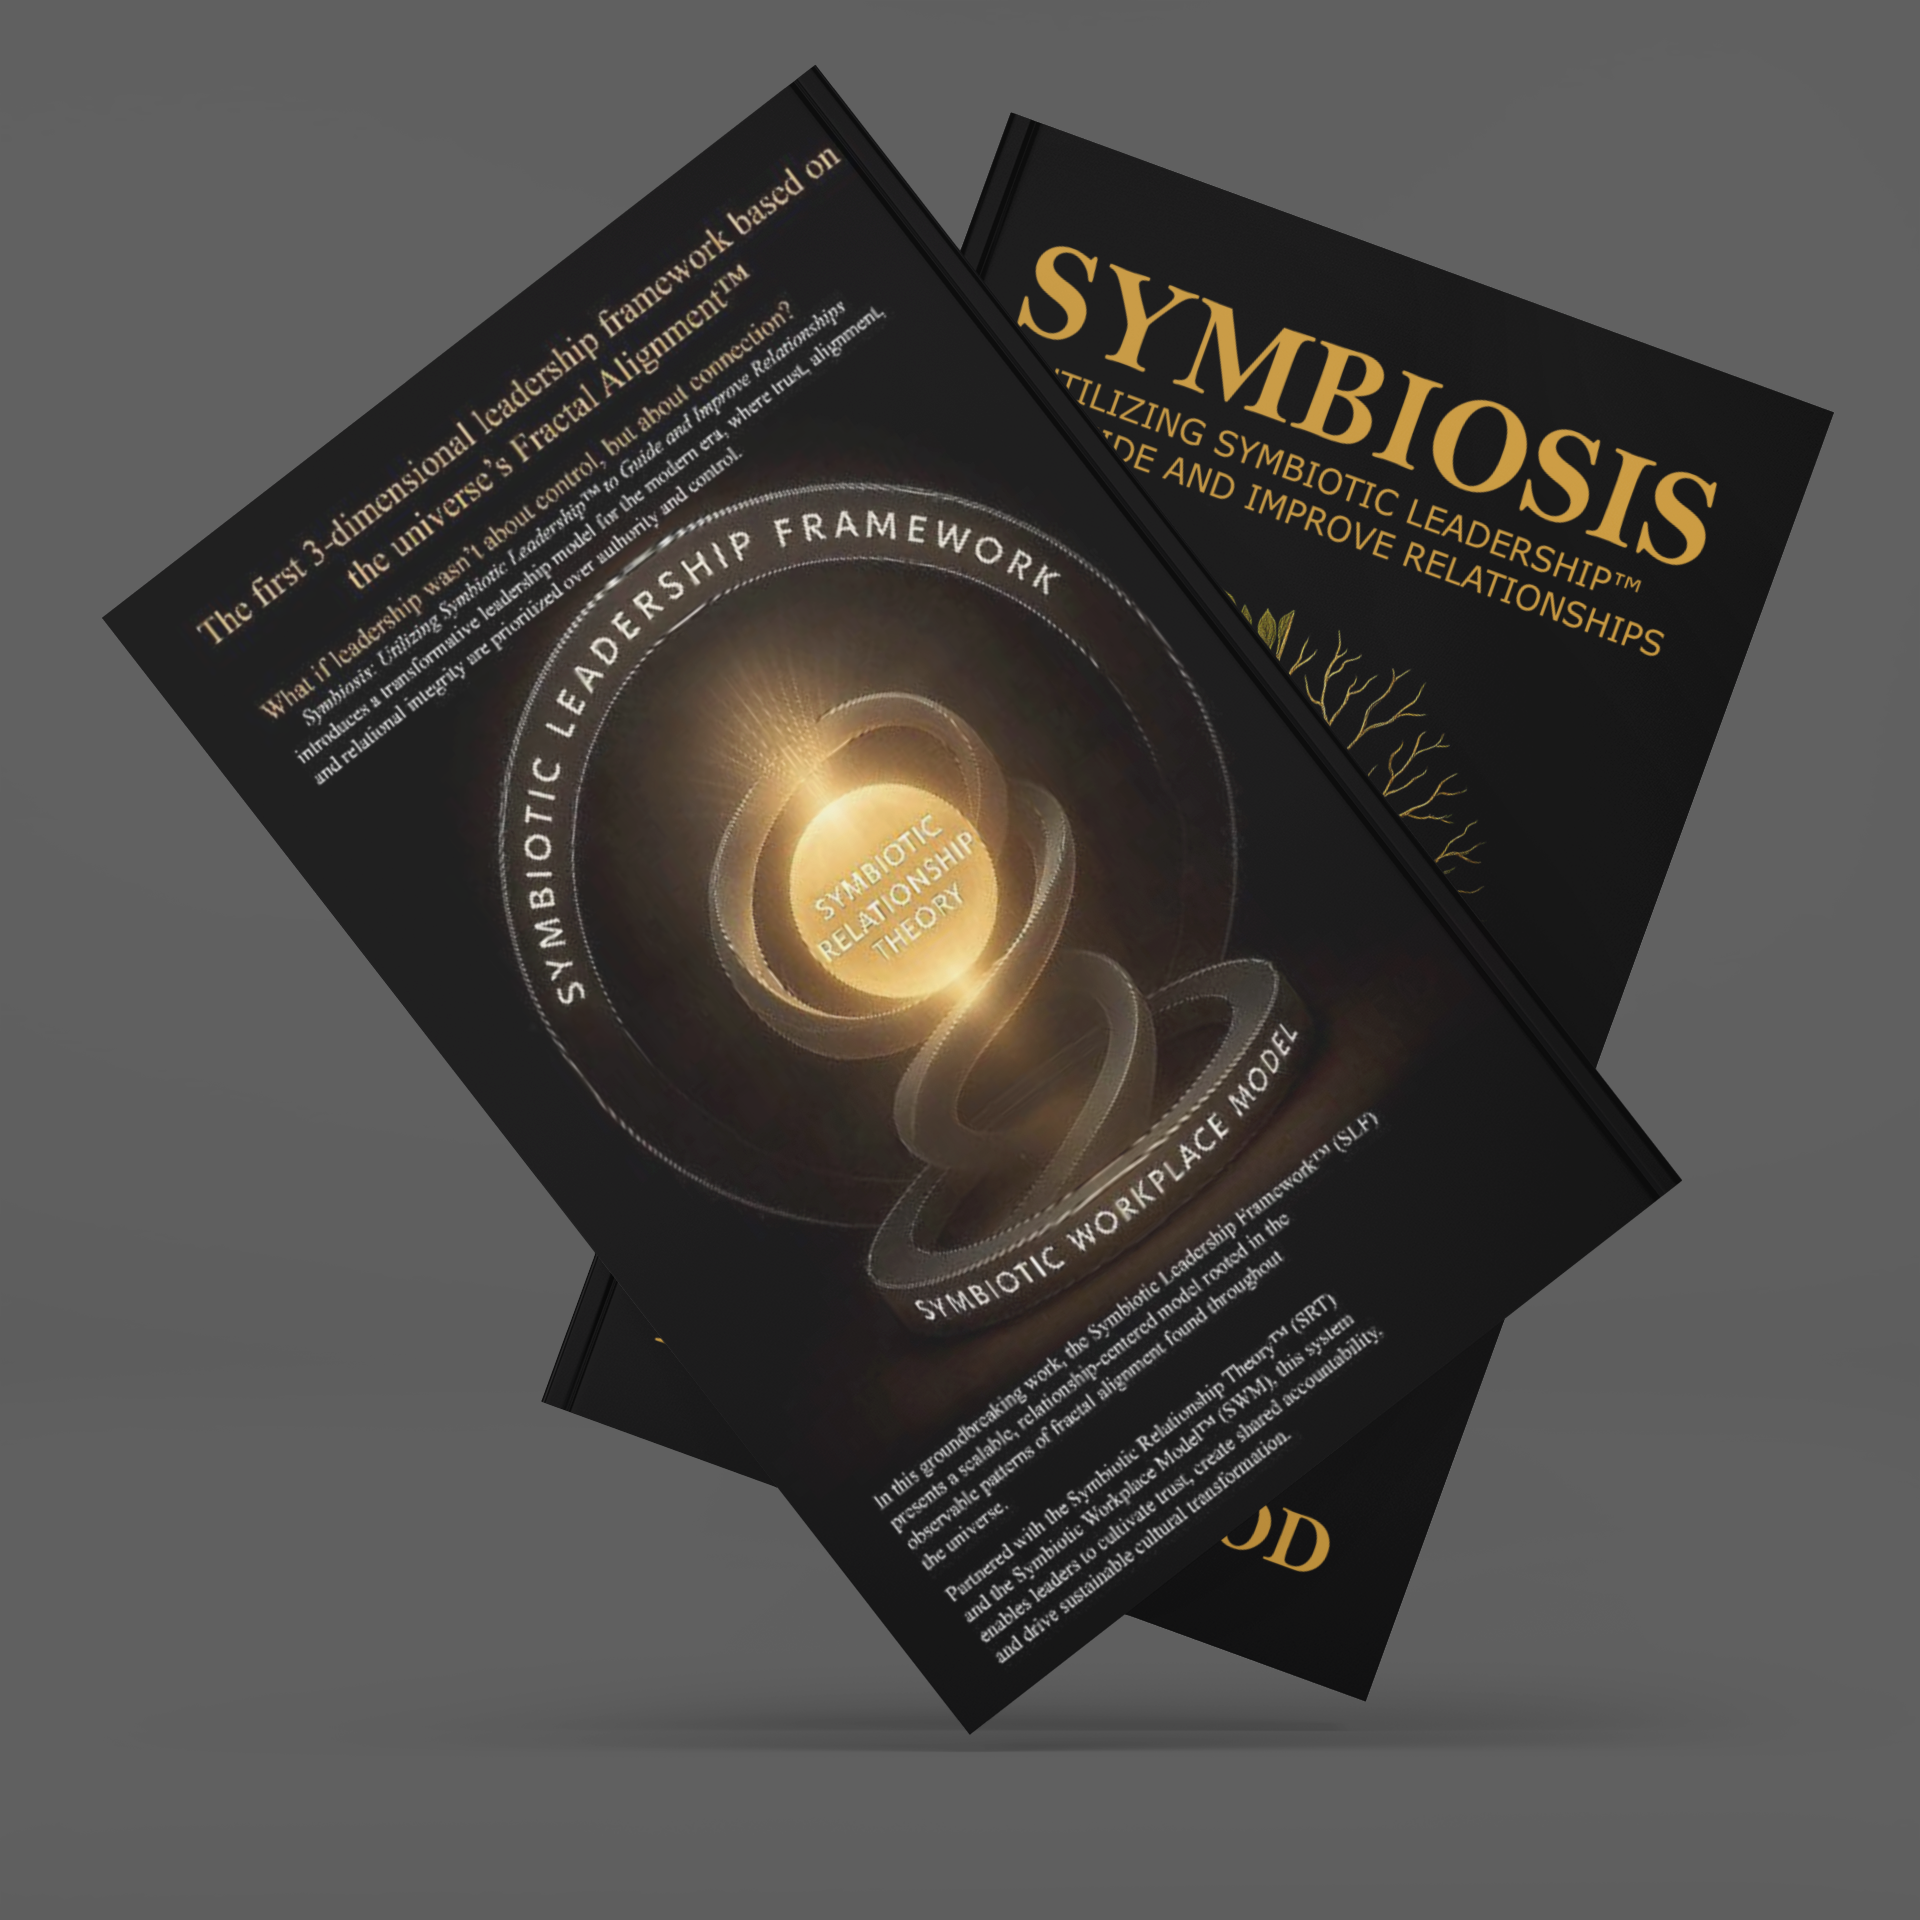 The first 3-dimensional leadership framework based on
the universe's Fractal Alignment™
What if leadership wasn't about control, but about connection?
Symbiosis: Utilizing Symbiotic Leadership™ to Guide and Improve Relationships
introduces a transformative leadership model for the modern era, where trust, alignment,
and relational integrity are prioritized over authority and control.
SYMBIOTIC LEADERSHIP FRAMEWORK
SYMBIOTIC
RELATIONSHIP
THEORY
SYMBIOTIC WORKPLACE MODEL
In this groundbreaking work, the Symbiotic Leadership Framework™ (SLF)
presents a scalable, relationship-centered model rooted in the
observable patterns of fractal alignment found throughout
the universe.
Partnered with the Symbiotic Relationship Theory™ (SRT)
and the Symbiotic Workplace Model™ (SWM), this system
enables leaders to cultivate trust, create shared accountability,
and drive sustainable cultural transformation.
SYMBIOSIS
TILIZING SYMBIOTIC LEADERSHIP™
IDE AND IMPROVE RELATIONSHIPS
OD